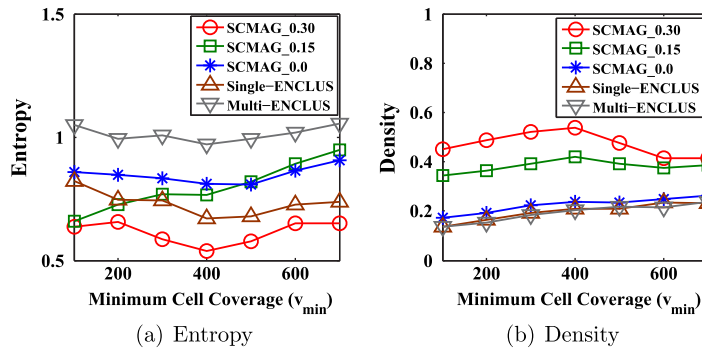 1.5
1
0.5
Entropy
SCMAG_0.30
SCMAG_0.15
SCMAG_0.0
Single−ENCLUS
Multi−ENCLUS
200
400
600
Minimum Cell Coverage (v_min)
(a) Entropy
1
0.8
0.6
0.4
0.2
0
Density
SCMAG_0.30
SCMAG_0.15
SCMAG_0.0
Single−ENCLUS
Multi−ENCLUS
200
400
600
Minimum Cell Coverage (v_min)
(b) Density